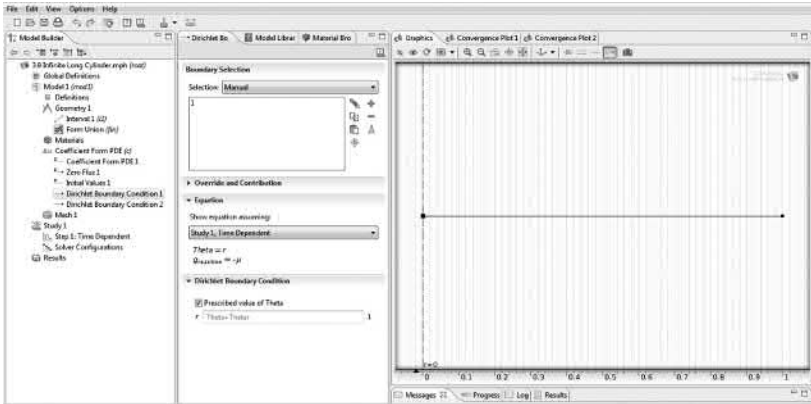 File Edit View Options Help
Model Builder
3.0 Infinite Long Cylinder.mph (root)
Global Definitions
Model 1 (mod1)
Definitions
Geometry 1
Interval 1 (i1)
Form Union (fin)
Materials
Coefficient Form PDE (c)
Coefficient Form PDE 1
Zero Flux 1
Initial Values 1
Dirichlet Boundary Condition 1
Dirichlet Boundary Condition 2
Mesh 1
Study 1
Step 1: Time Dependent
Solver Configurations
Results
Dirichlet Bo Model Librar Material Bro
Boundary Selection
Selection: Manual
1
Override and Contribution
Equation
Show equation assuming:
Study 1, Time Dependent
Theta = r
Dirichlet Boundary Condition
Prescribed value of Theta
r 1
Graphics Convergence Plot 1 Convergence Plot 2
r=0
0 0.1 0.2 0.3 0.4 0.5 0.6 0.7 0.8 0.9 1
Messages Progress Log Results